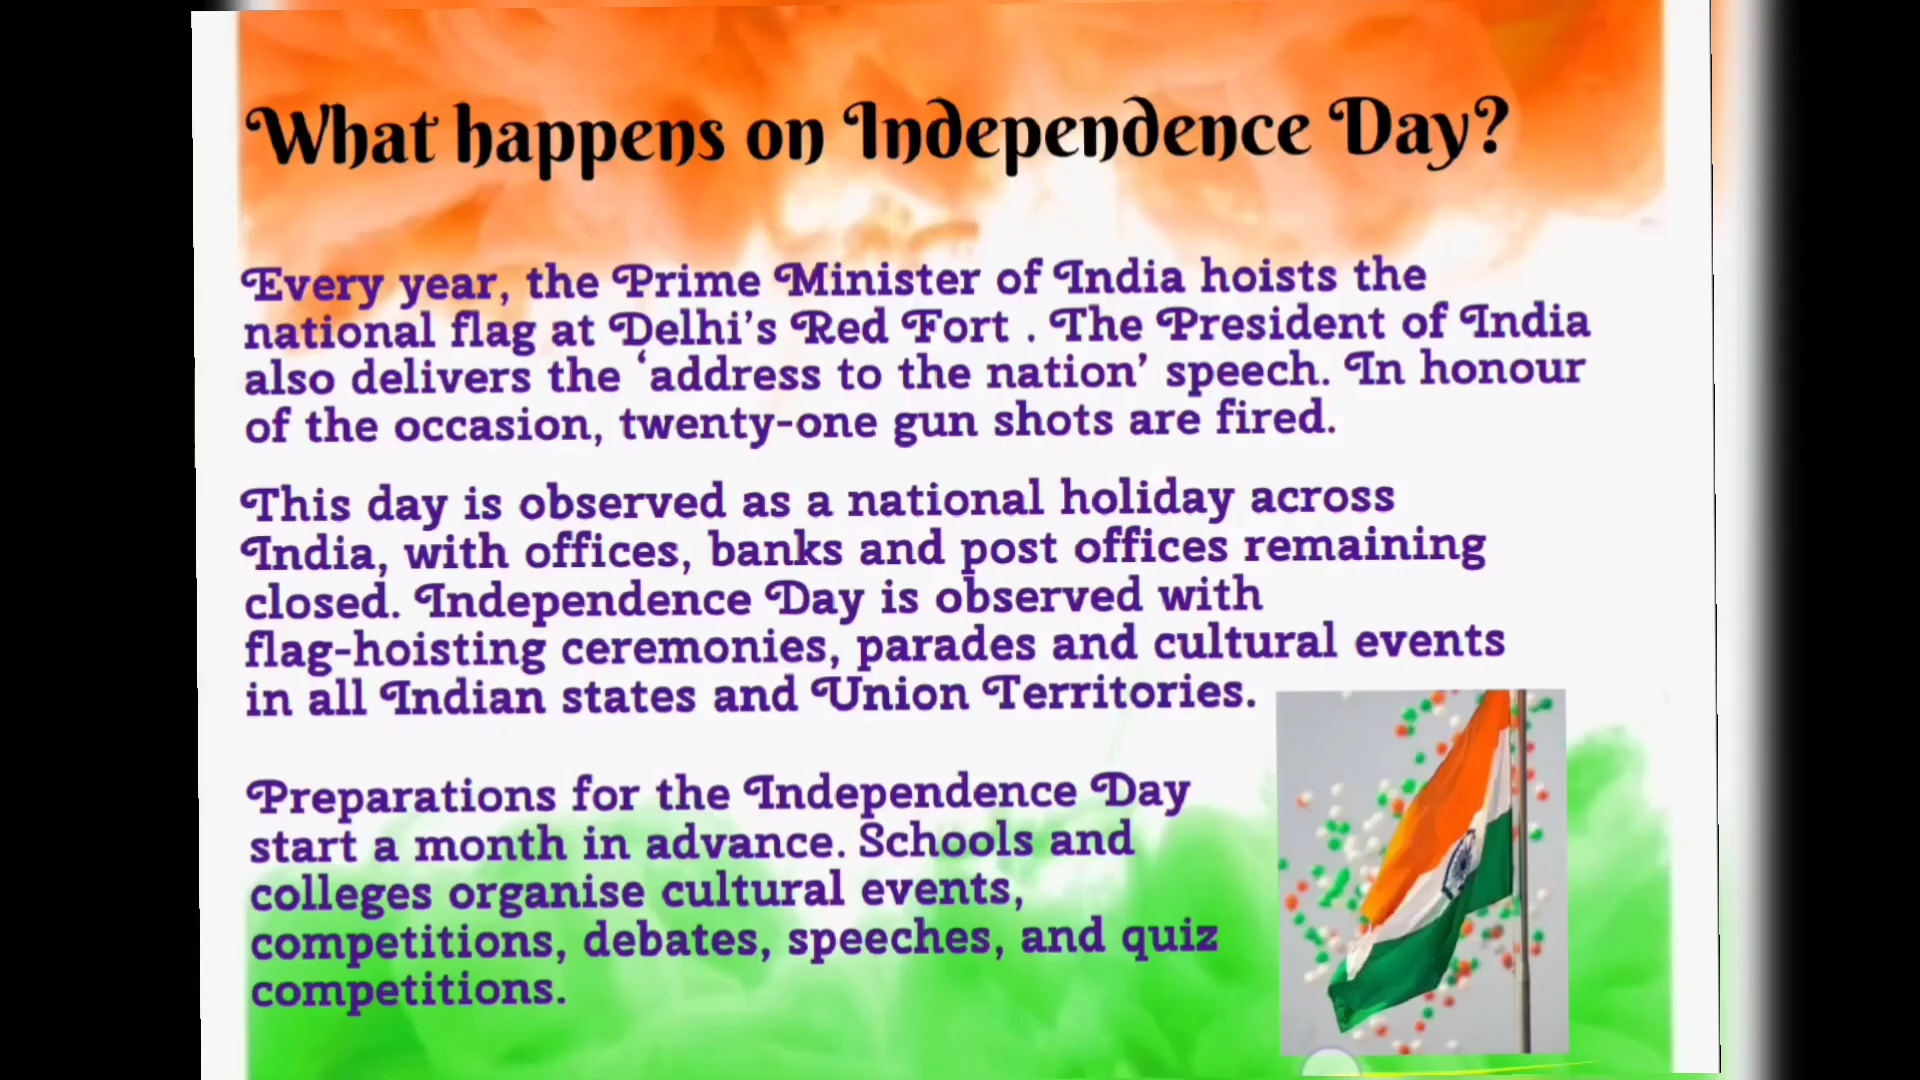 What happens on Independence Day?
Every year, the Prime Minister of India hoists the
national flag at Delhi's Red Fort . The President of India
also delivers the ‘address to the nation’ speech. In honour
of the occasion, twenty-one gun shots are fired.
This day is observed as a national holiday across
India, with offices, banks and post offices remaining
closed. Independence Day is observed with
flag-hoisting ceremonies, parades and cultural events
in all Indian states and Union Territories.
Preparations for the Independence Day
start a month in advance. Schools and
colleges organise cultural events,
competitions, debates, speeches, and quiz
competitions.